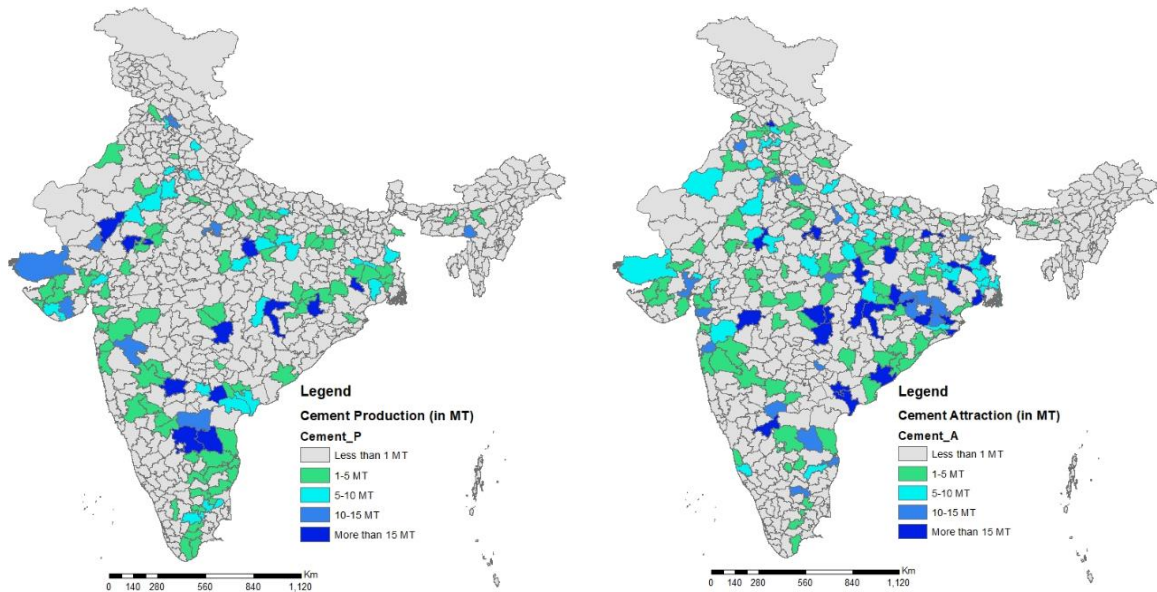 Legend
Cement Production (in MT)
Cement_P
Less than 1 MT
1-5 MT
5-10 MT
10-15 MT
More than 15 MT
Km
0 140 280 560 840 1,120
Legend
Cement Attraction (in MT)
Cement_A
Less than 1 MT
1-5 MT
5-10 MT
10-15 MT
More than 15 MT
Km
0 140 280 560 840 1,120